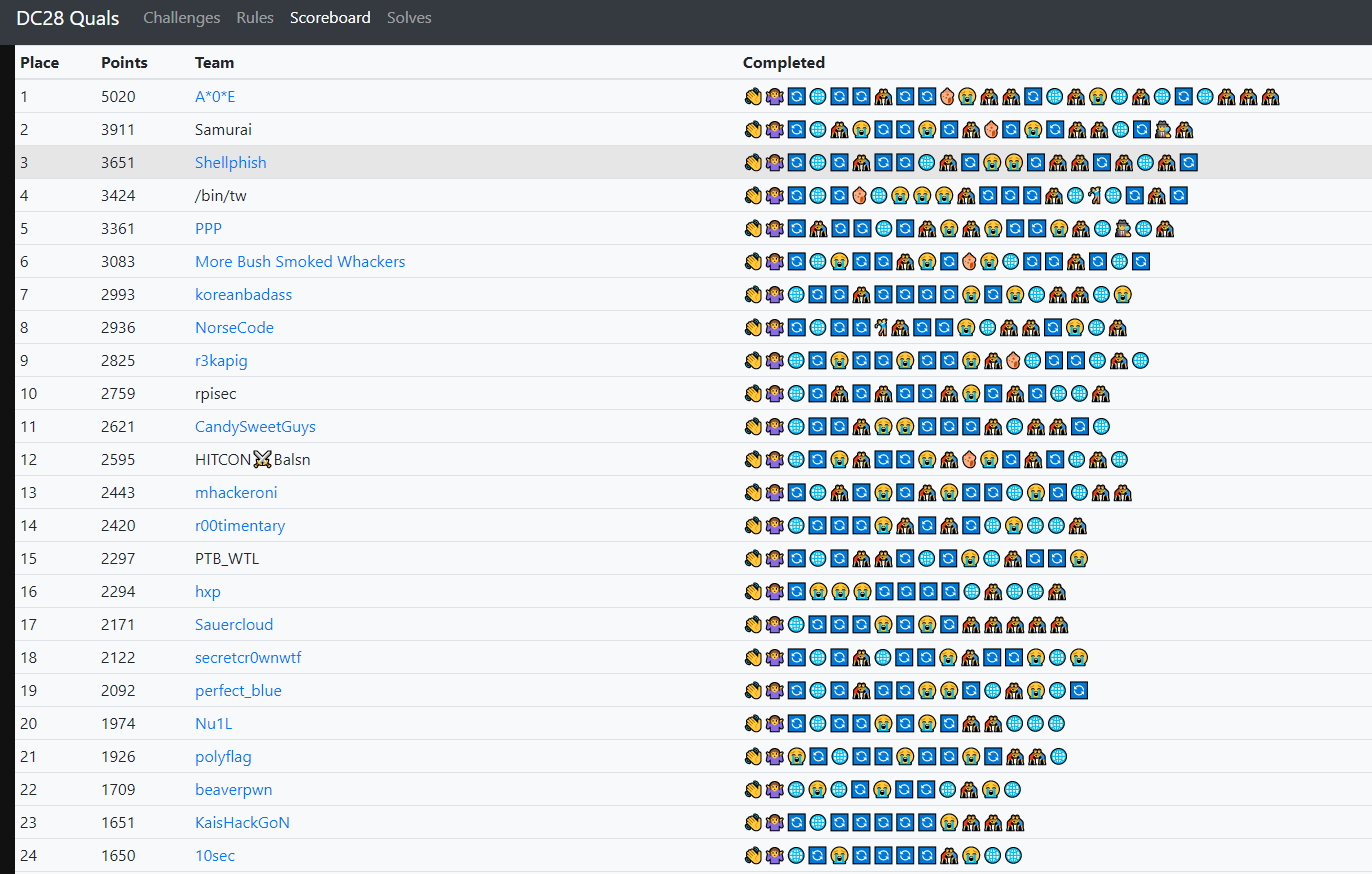 DC28 Quals Challenges Rules Scoreboard Solves
Place Points Team Completed
1 5020 A*0*E
2 3911 Samurai
3 3651 Shellphish
4 3424 /bin/tw
5 3361 PPP
6 3083 More Bush Smoked Whackers
7 2993 koreanbadass
8 2936 NorseCode
9 2825 r3kapig
10 2759 rpisec
11 2621 CandySweetGuys
12 2595 HITCON⚔️Balsn
13 2443 mhackeroni
14 2420 r00timentary
15 2297 PTB_WTL
16 2294 hxp
17 2171 Sauercloud
18 2122 secretcr0wnwtf
19 2092 perfect_blue
20 1974 Nu1L
21 1926 polyflag
22 1709 beaverpwn
23 1651 KaisHackGoN
24 1650 10sec